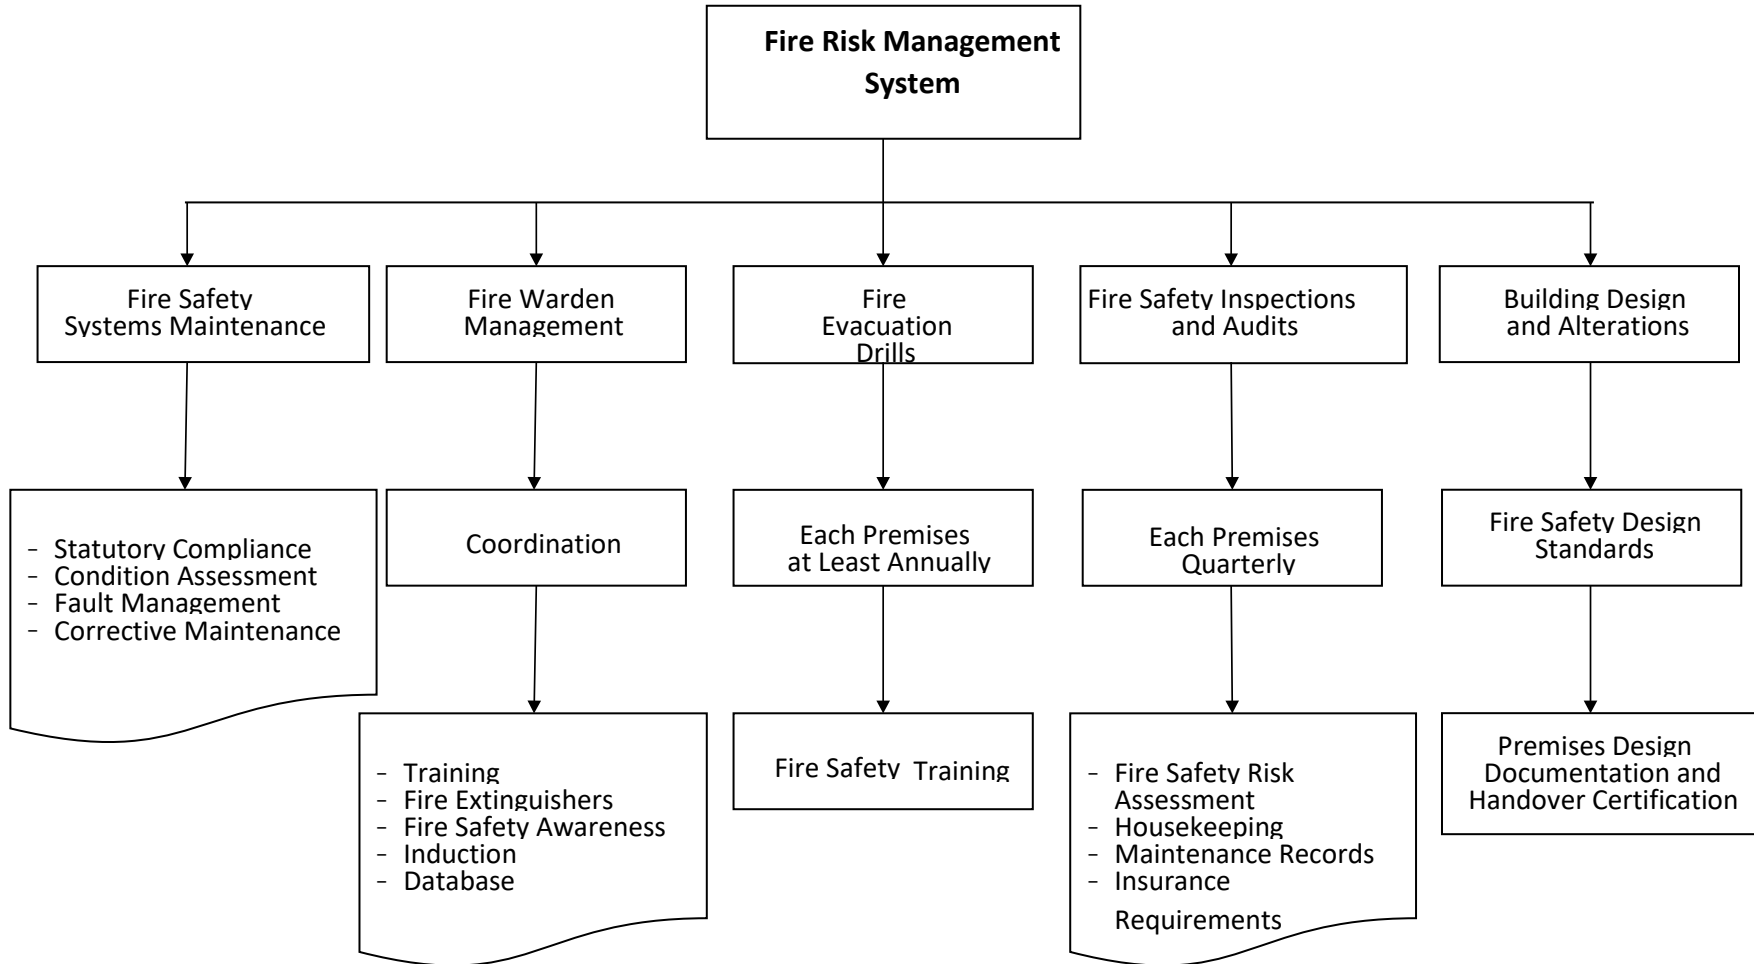 Fire Risk Management
System
Fire Safety
Systems Maintenance
Fire Warden
Management
Fire
Evacuation
Drills
Fire Safety Inspections
and Audits
Building Design
and Alterations
- Statutory Compliance
- Condition Assessment
- Fault Management
- Corrective Maintenance
Coordination
Each Premises
at Least Annually
Each Premises
Quarterly
Fire Safety Design
Standards
- Training
- Fire Extinguishers
- Fire Safety Awareness
- Induction
- Database
Fire Safety Training
- Fire Safety Risk
Assessment
- Housekeeping
- Maintenance Records
- Insurance
Requirements
Premises Design
Documentation and
Handover Certification